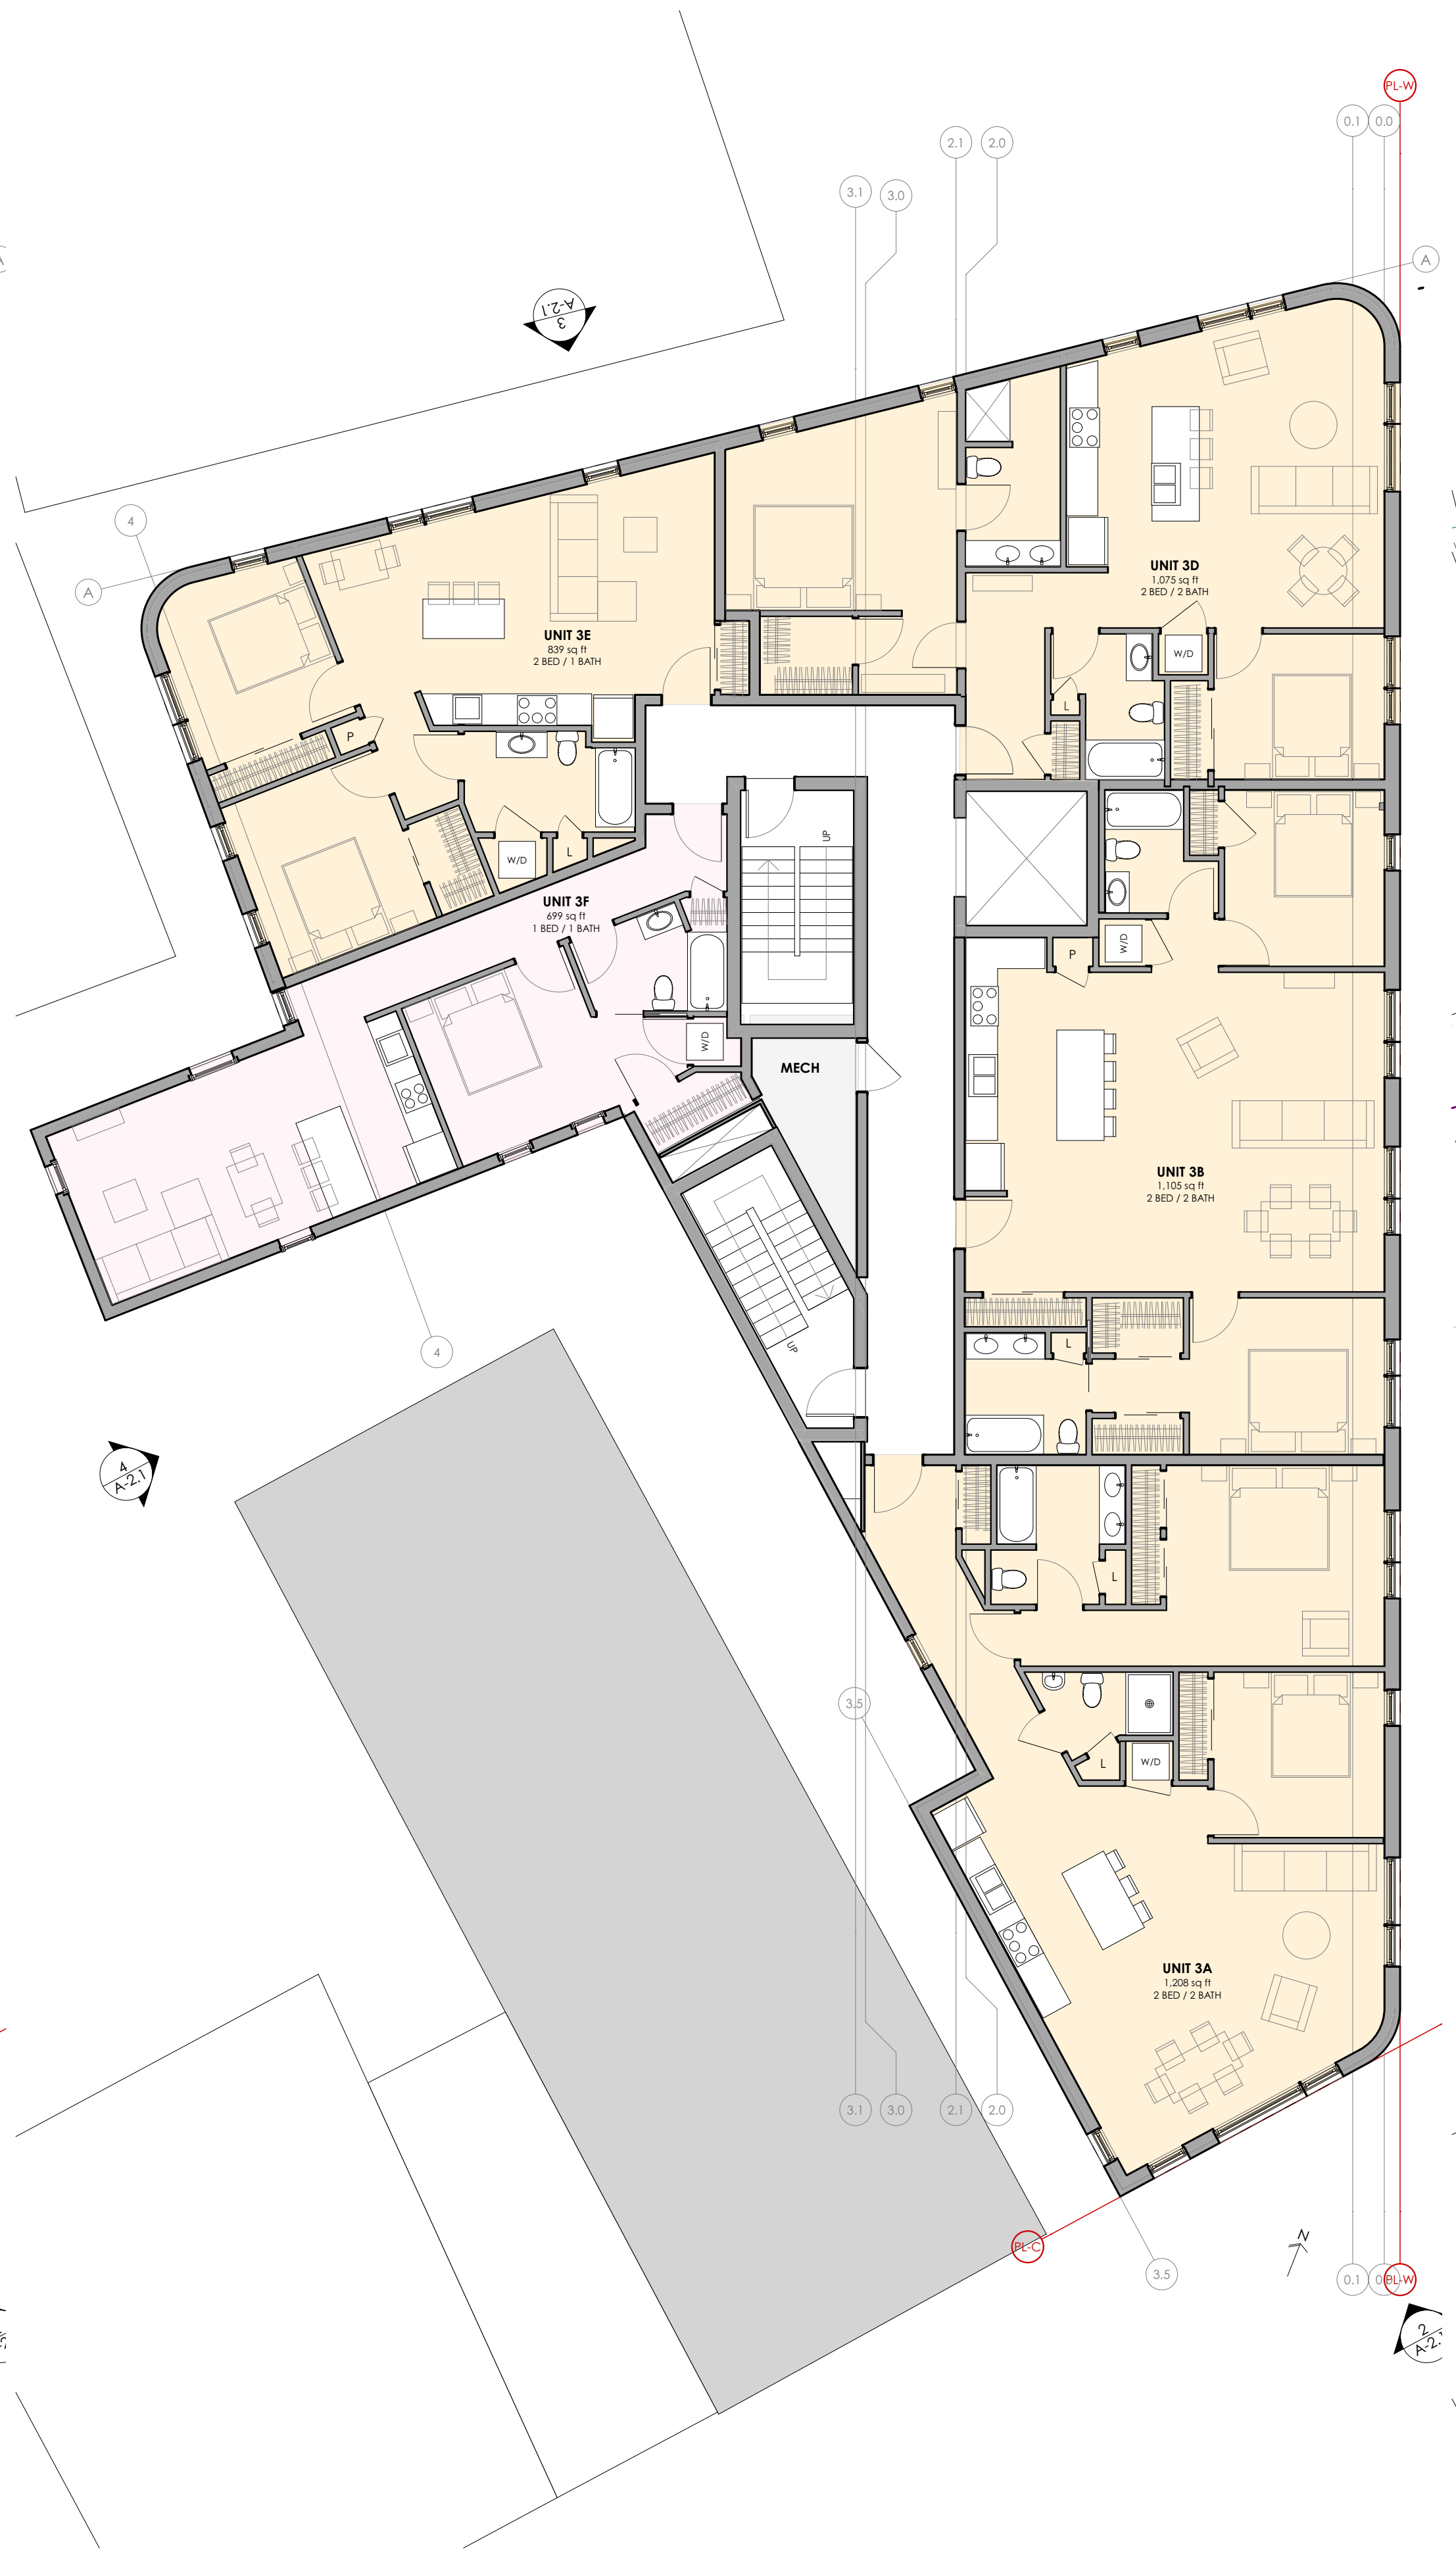 PL-W
0.1
0.0
2.1
2.0
3.1
3.0
A
A-2.1
3
4
A
UNIT 3D
1,075 sq ft
2 BED / 2 BATH
UNIT 3E
839 sq ft
2 BED / 1 BATH
W/D
L
P
UP
W/D
L
UNIT 3F
699 sq ft
1 BED / 1 BATH
W/D
P
W/D
MECH
UNIT 3B
1,105 sq ft
2 BED / 2 BATH
UP
L
4
4
A-2.1
L
3.5
L
W/D
UNIT 3A
1,208 sq ft
2 BED / 2 BATH
3.1
3.0
2.1
2.0
N
PL-C
3.5
0.1
PL-W
2